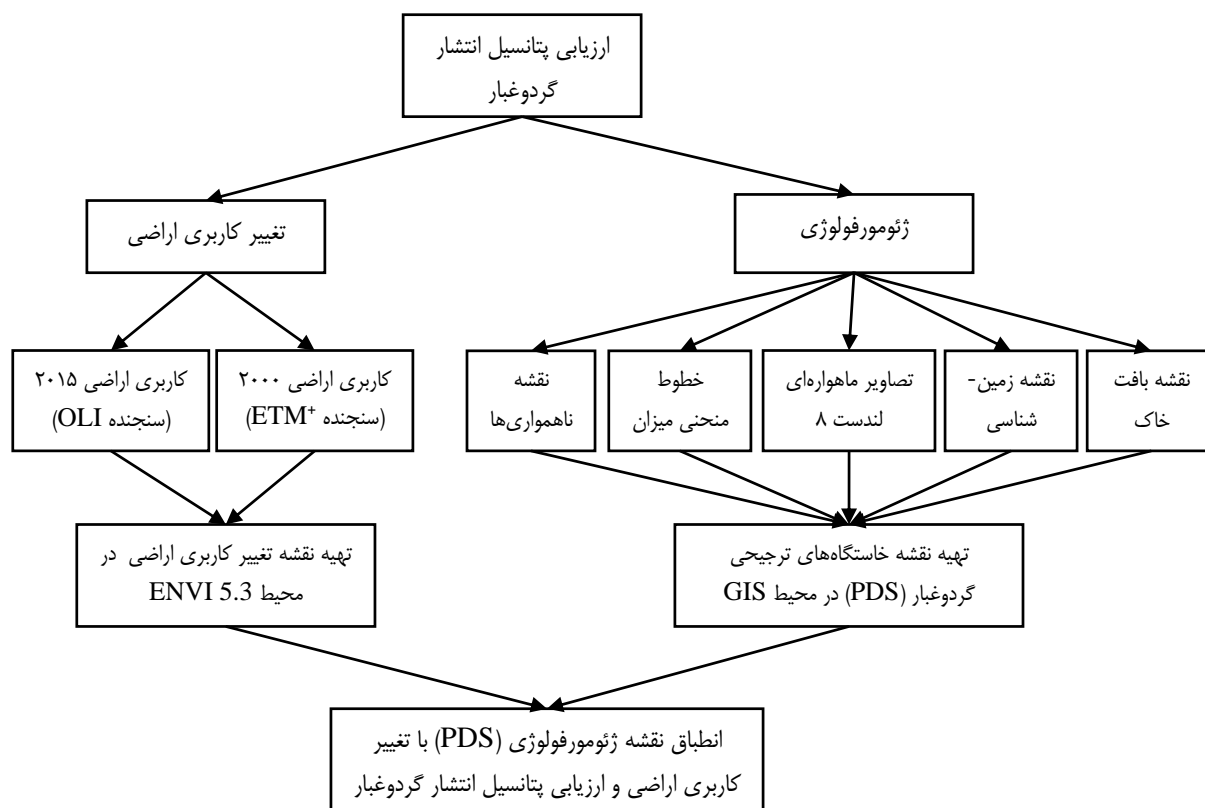 ارزیابی پتانسیل انتشار
گردوغبار
ژئومورفولوژی
تغییر کاربری اراضی
نقشه بافت
خاک
نقشه زمین-
شناسی
تصاویر ماهواره‌ای
لندست ۸
خطوط
منحنی میزان
نقشه
ناهمواری‌ها
کاربری اراضی ۲۰۰۰
(سنجنده ETM⁺)
کاربری اراضی ۲۰۱۵
(سنجنده OLI)
تهیه نقشه خاستگاه‌های ترجیحی
گردوغبار (PDS) در محیط GIS
تهیه نقشه تغییر کاربری اراضی در
محیط ENVI 5.3
انطباق نقشه ژئومورفولوژی (PDS) با تغییر
کاربری اراضی و ارزیابی پتانسیل انتشار گردوغبار